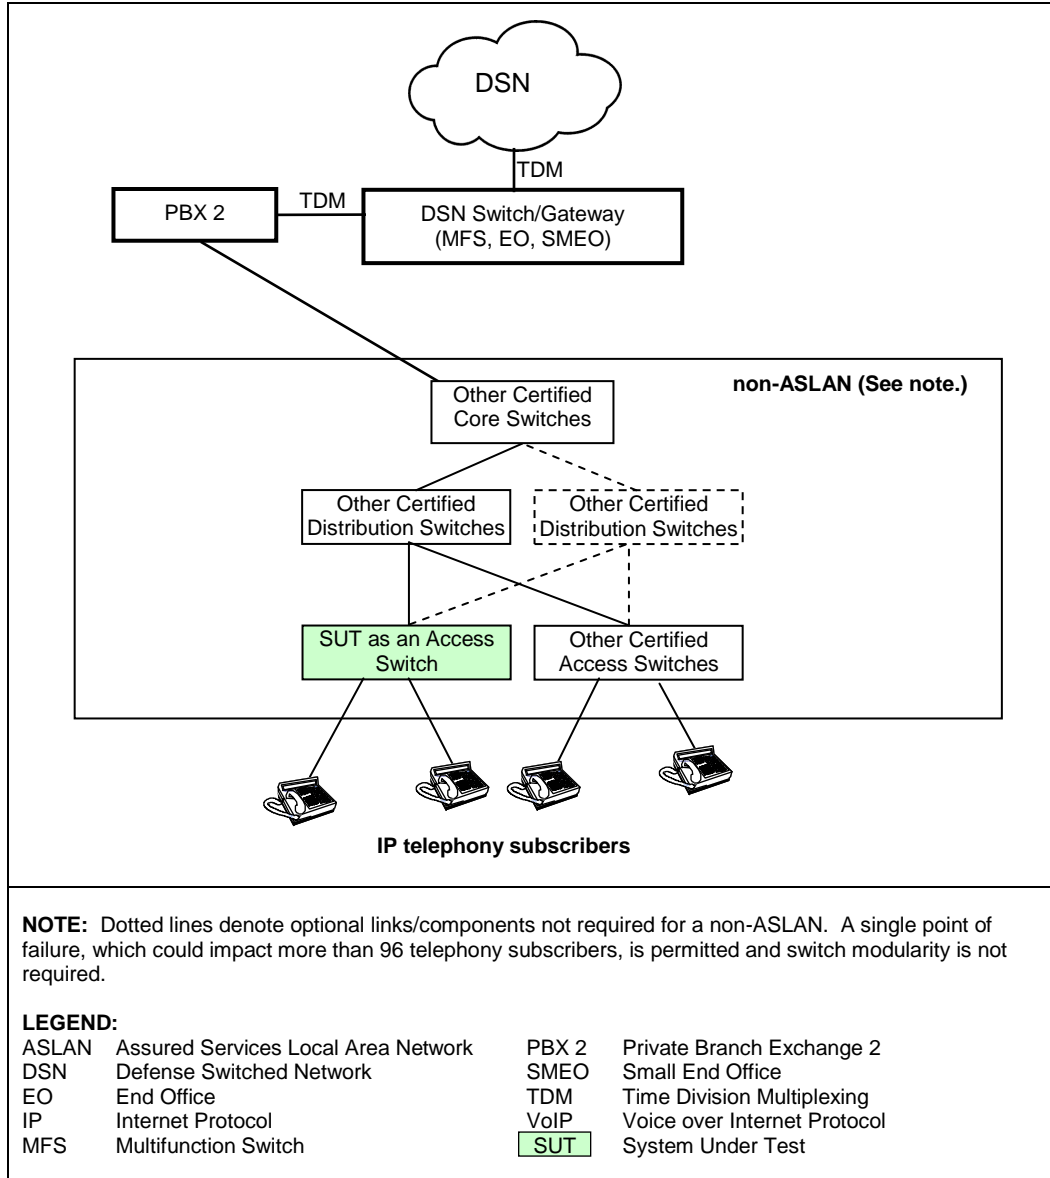 DSN
TDM
PBX 2
TDM
DSN Switch/Gateway
(MFS, EO, SMEO)
non-ASLAN (See note.)
Other Certified
Core Switches
Other Certified
Distribution Switches
Other Certified
Distribution Switches
SUT as an Access
Switch
Other Certified
Access Switches
IP telephony subscribers
NOTE: Dotted lines denote optional links/components not required for a non-ASLAN. A single point of
failure, which could impact more than 96 telephony subscribers, is permitted and switch modularity is not
required.
LEGEND:
ASLAN Assured Services Local Area Network
DSN Defense Switched Network
EO End Office
IP Internet Protocol
MFS Multifunction Switch
PBX 2 Private Branch Exchange 2
SMEO Small End Office
TDM Time Division Multiplexing
VoIP Voice over Internet Protocol
SUT System Under Test